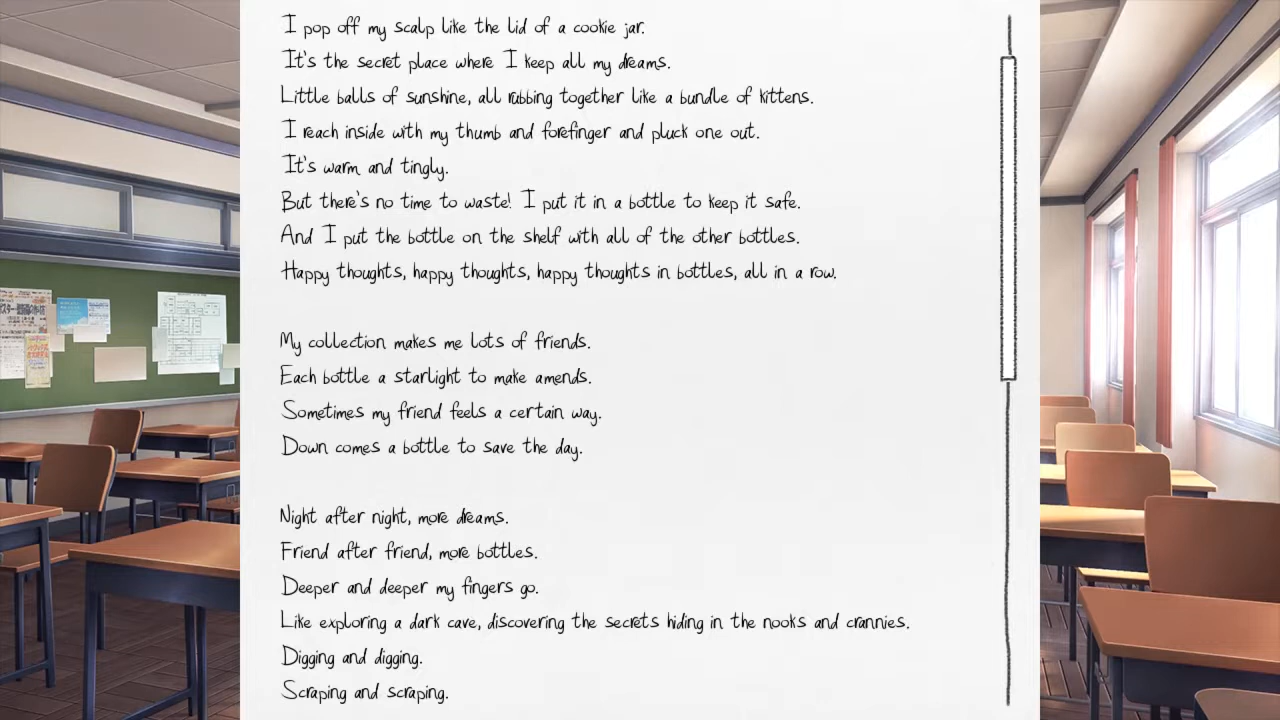 I pop off my scalp like the lid of a cookie jar.
It's the secret place where I keep all my dreams.
Little balls of sunshine, all rubbing together like a bundle of kittens.
I reach inside with my thumb and forefinger and pluck one out.
It's warm and tingly.
But there's no time to waste! I put it in a bottle to keep it safe.
And I put the bottle on the shelf with all of the other bottles.
Happy thoughts, happy thoughts, happy thoughts in bottles, all in a row.
My collection makes me lots of friends.
Each bottle a starlight to make amends.
Sometimes my friend feels a certain way.
Down comes a bottle to save the day.
Night after night, more dreams.
Friend after friend, more bottles.
Deeper and deeper my fingers go.
Like exploring a dark cave, discovering the secrets hiding in the nooks and crannies.
Digging and digging.
Scraping and scraping.